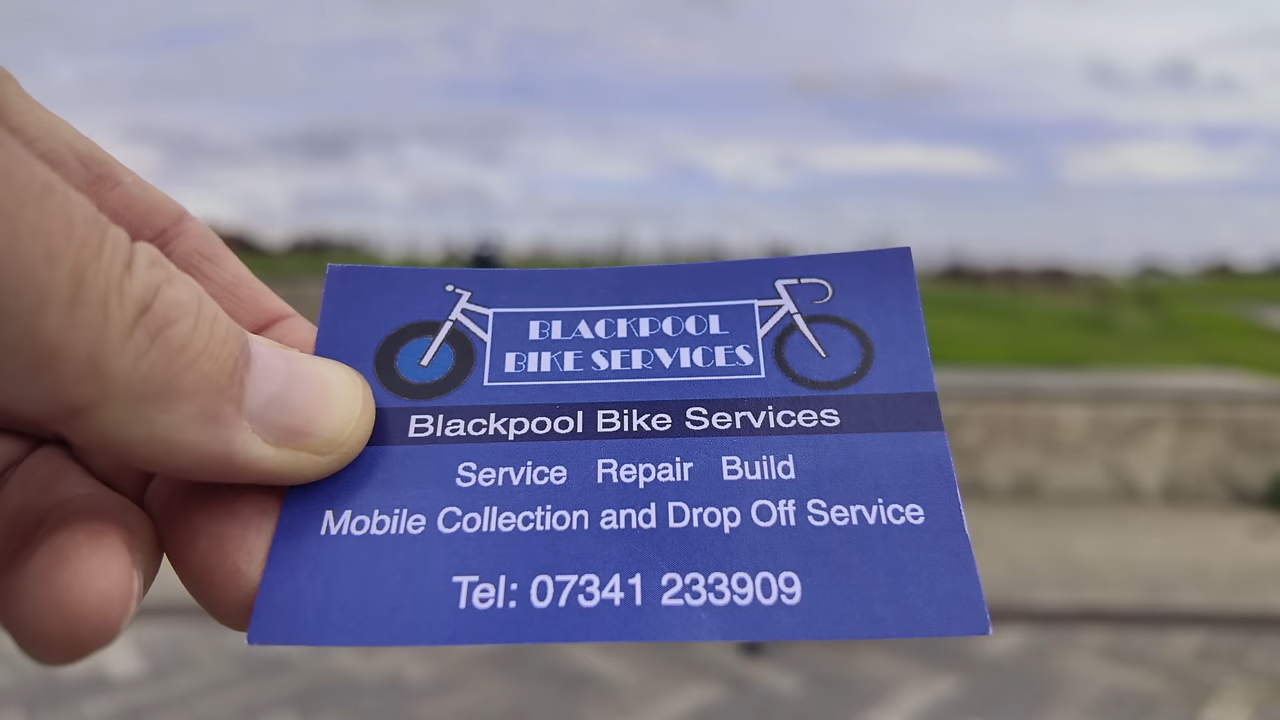 BLACKPOOL
BIKE SERVICES
Blackpool Bike Services
Service Repair Build
Mobile Collection and Drop Off Service
Tel: 07341 233909